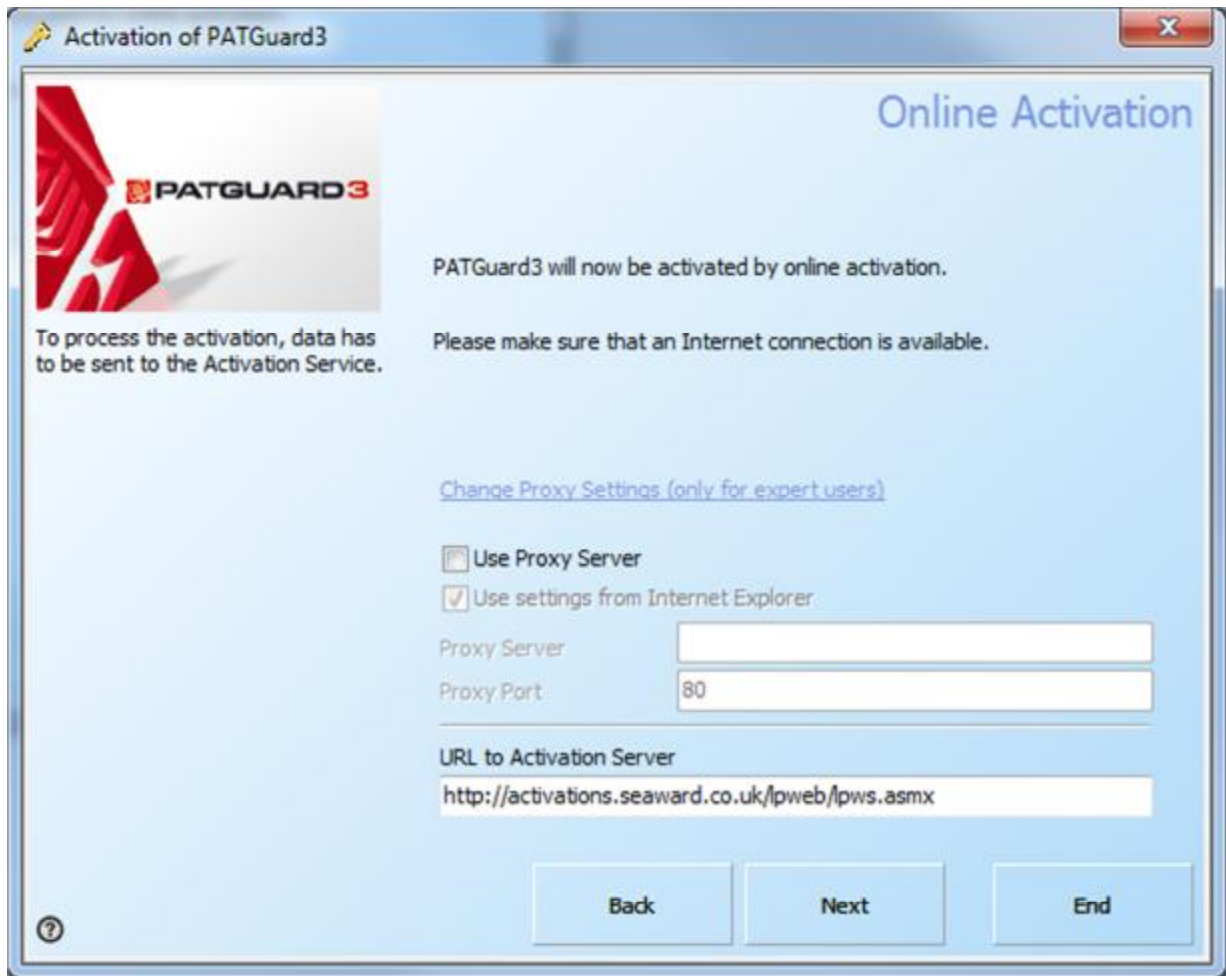 Activation of PATGuard3
Online Activation
PATGUARD3
To process the activation, data has
to be sent to the Activation Service.
PATGuard3 will now be activated by online activation.
Please make sure that an Internet connection is available.
Change Proxy Settings (only for expert users)
Use Proxy Server
Use settings from Internet Explorer
Proxy Server
Proxy Port
80
URL to Activation Server
http://activations.seaward.co.uk/lpweb/lpws.asmx
Back
Next
End